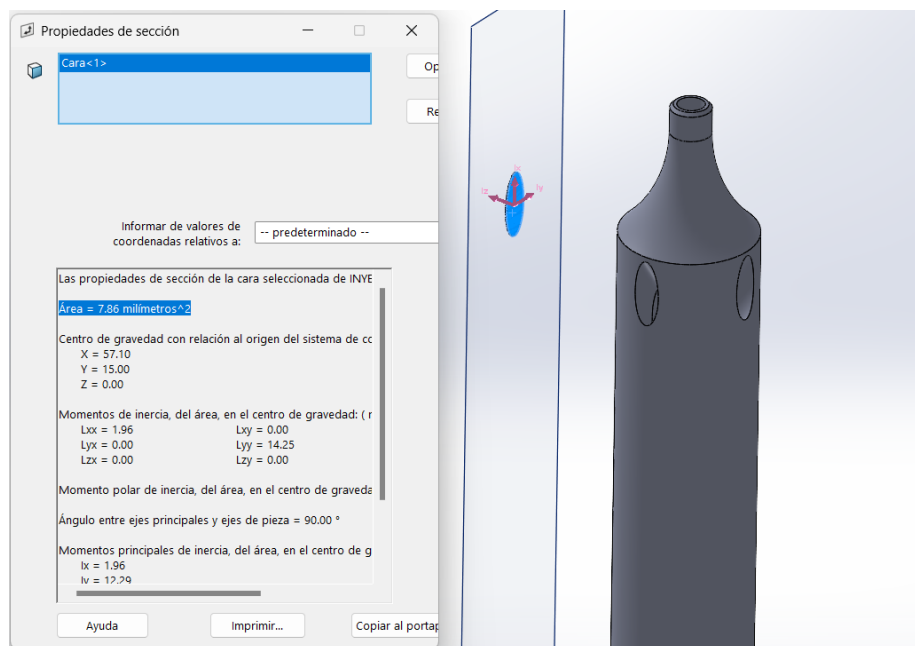 Propiedades de sección
Cara<1>
Op
Re
Informar de valores de
coordenadas relativos a:
-- predeterminado --
Las propiedades de sección de la cara seleccionada de INYE
Área = 7.86 milímetros^2
Centro de gravedad con relación al origen del sistema de cc
X = 57.10
Y = 15.00
Z = 0.00
Momentos de inercia, del área, en el centro de gravedad: ( r
Lxx = 1.96 Lxy = 0.00
Lyx = 0.00 Lyy = 14.25
Lzx = 0.00 Lzy = 0.00
Momento polar de inercia, del área, en el centro de graveda
Ángulo entre ejes principales y ejes de pieza = 90.00 °
Momentos principales de inercia, del área, en el centro de g
Ix = 1.96
Iy = 12.29
Ayuda
Imprimir...
Copiar al portap